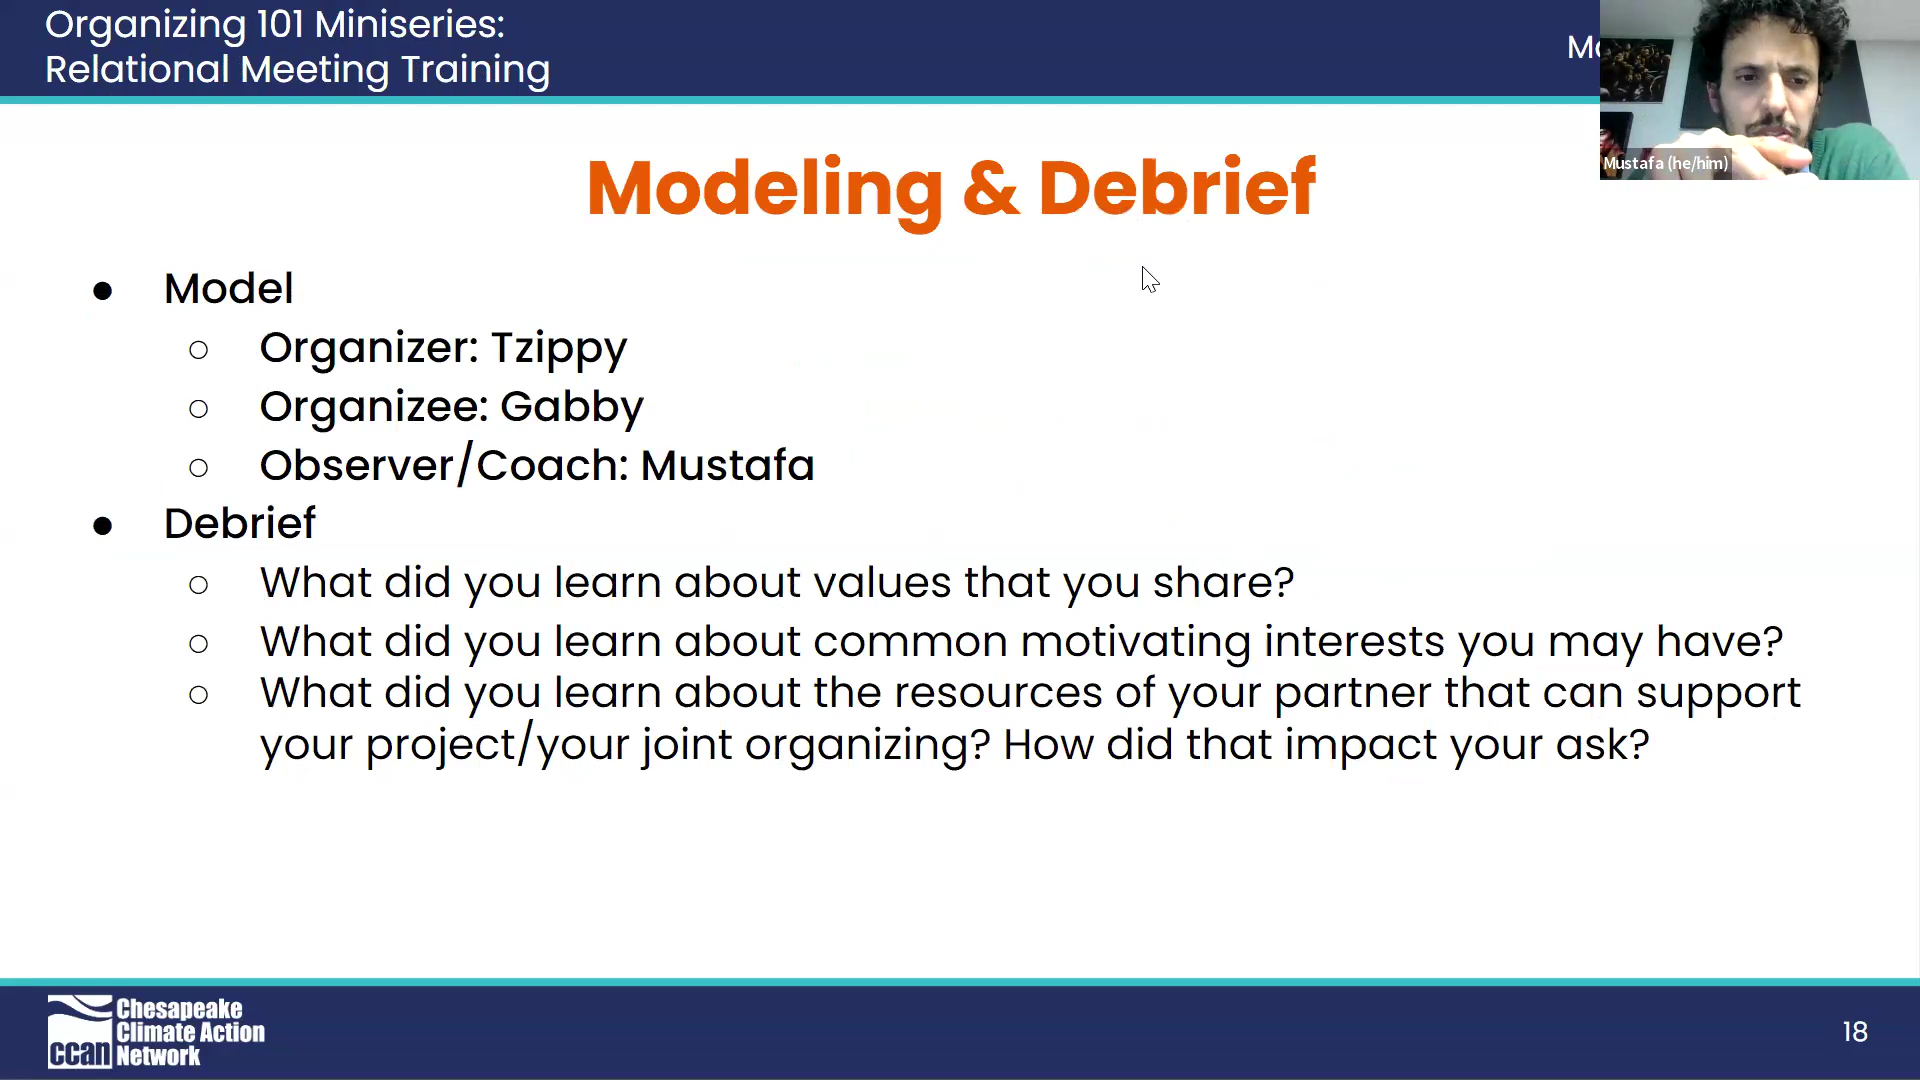 Organizing 101 Miniseries:
Relational Meeting Training
Mustafa (he/him)
Modeling & Debrief
● Model
○ Organizer: Tzippy
○ Organizee: Gabby
○ Observer/Coach: Mustafa
● Debrief
○ What did you learn about values that you share?
○ What did you learn about common motivating interests you may have?
○ What did you learn about the resources of your partner that can support
your project/your joint organizing? How did that impact your ask?
ccan
Chesapeake
Climate Action
Network
18